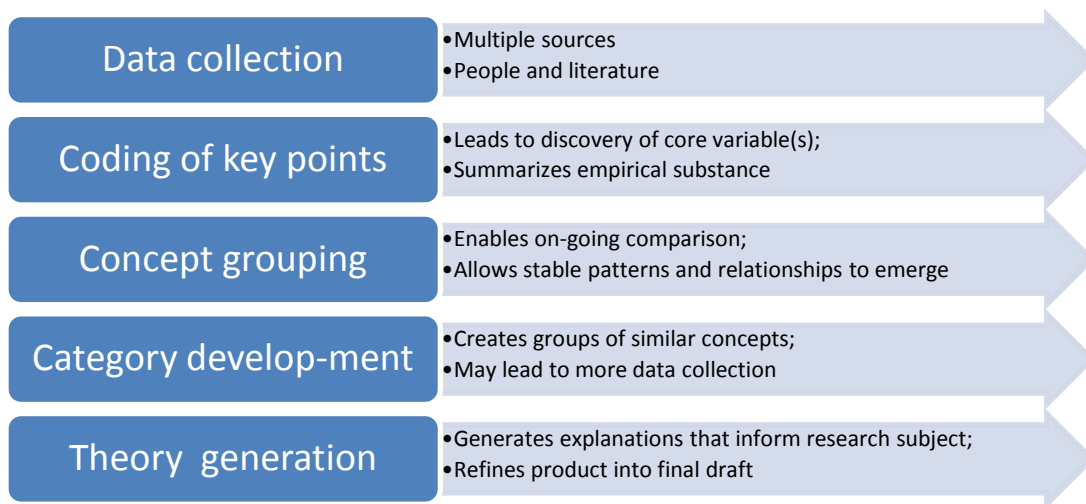 Data collection
•Multiple sources
•People and literature
Coding of key points
•Leads to discovery of core variable(s);
•Summarizes empirical substance
Concept grouping
•Enables on-going comparison;
•Allows stable patterns and relationships to emerge
Category develop-ment
•Creates groups of similar concepts;
•May lead to more data collection
Theory  generation
•Generates explanations that inform research subject;
•Refines product into final draft